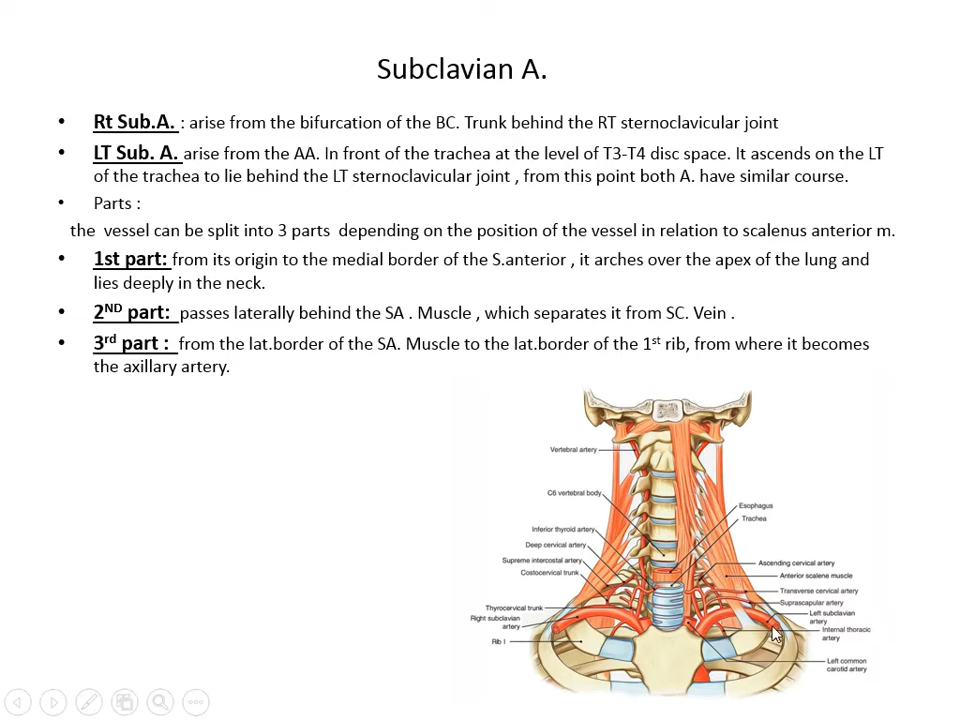 Subclavian A.
• Rt Sub.A. : arise from the bifurcation of the BC. Trunk behind the RT sternoclavicular joint
• LT Sub. A. arise from the AA. In front of the trachea at the level of T3-T4 disc space. It ascends on the LT
of the trachea to lie behind the LT sternoclavicular joint , from this point both A. have similar course.
• Parts :
the vessel can be split into 3 parts depending on the position of the vessel in relation to scalenus anterior m.
• 1st part: from its origin to the medial border of the S.anterior , it arches over the apex of the lung and
lies deeply in the neck.
• 2ND part: passes laterally behind the SA . Muscle , which separates it from SC. Vein .
• 3rd part : from the lat.border of the SA. Muscle to the lat.border of the 1st rib, from where it becomes
the axillary artery.
Vertebral artery
C6 vertebral body
Esophagus
Trachea
Inferior thyroid artery
Deep cervical artery
Supreme intercostal artery
Costocervical trunk
Ascending cervical artery
Anterior scalene muscle
Transverse cervical artery
Suprascapular artery
Thyrocervical trunk
Right subclavian
artery
Left subclavian
artery
Internal thoracic
artery
Rib I
Left common
carotid artery